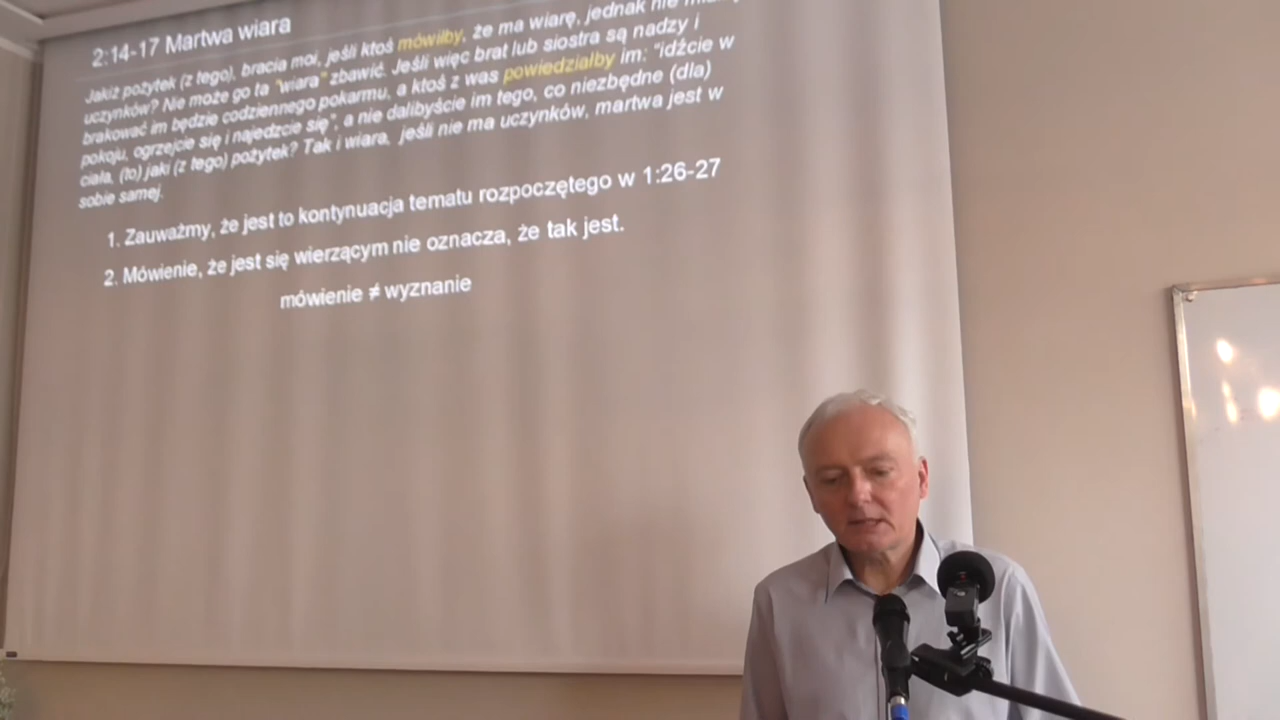 2:14-17 Martwa wiara
Jakiż pożytek (z tego), bracia moi, jeśli ktoś mówiłby, że ma wiarę, jednak nie
uczynków? Nie może go ta "wiara" zbawić. Jeśli więc brat lub siostra są nadzy i
brakować im będzie codziennego pokarmu, a ktoś z was powiedziałby im: "idźcie w
pokoju, ogrzejcie się i najedzcie się", a nie dalibyście im tego, co niezbędne (dla)
ciała, (to) jaki (z tego) pożytek? Tak i wiara, jeśli nie ma uczynków, martwa jest w
sobie samej.
1. Zauważmy, że jest to kontynuacja tematu rozpoczętego w 1:26-27
2. Mówienie, że jest się wierzącym nie oznacza, że tak jest.
mówienie ≠ wyznanie